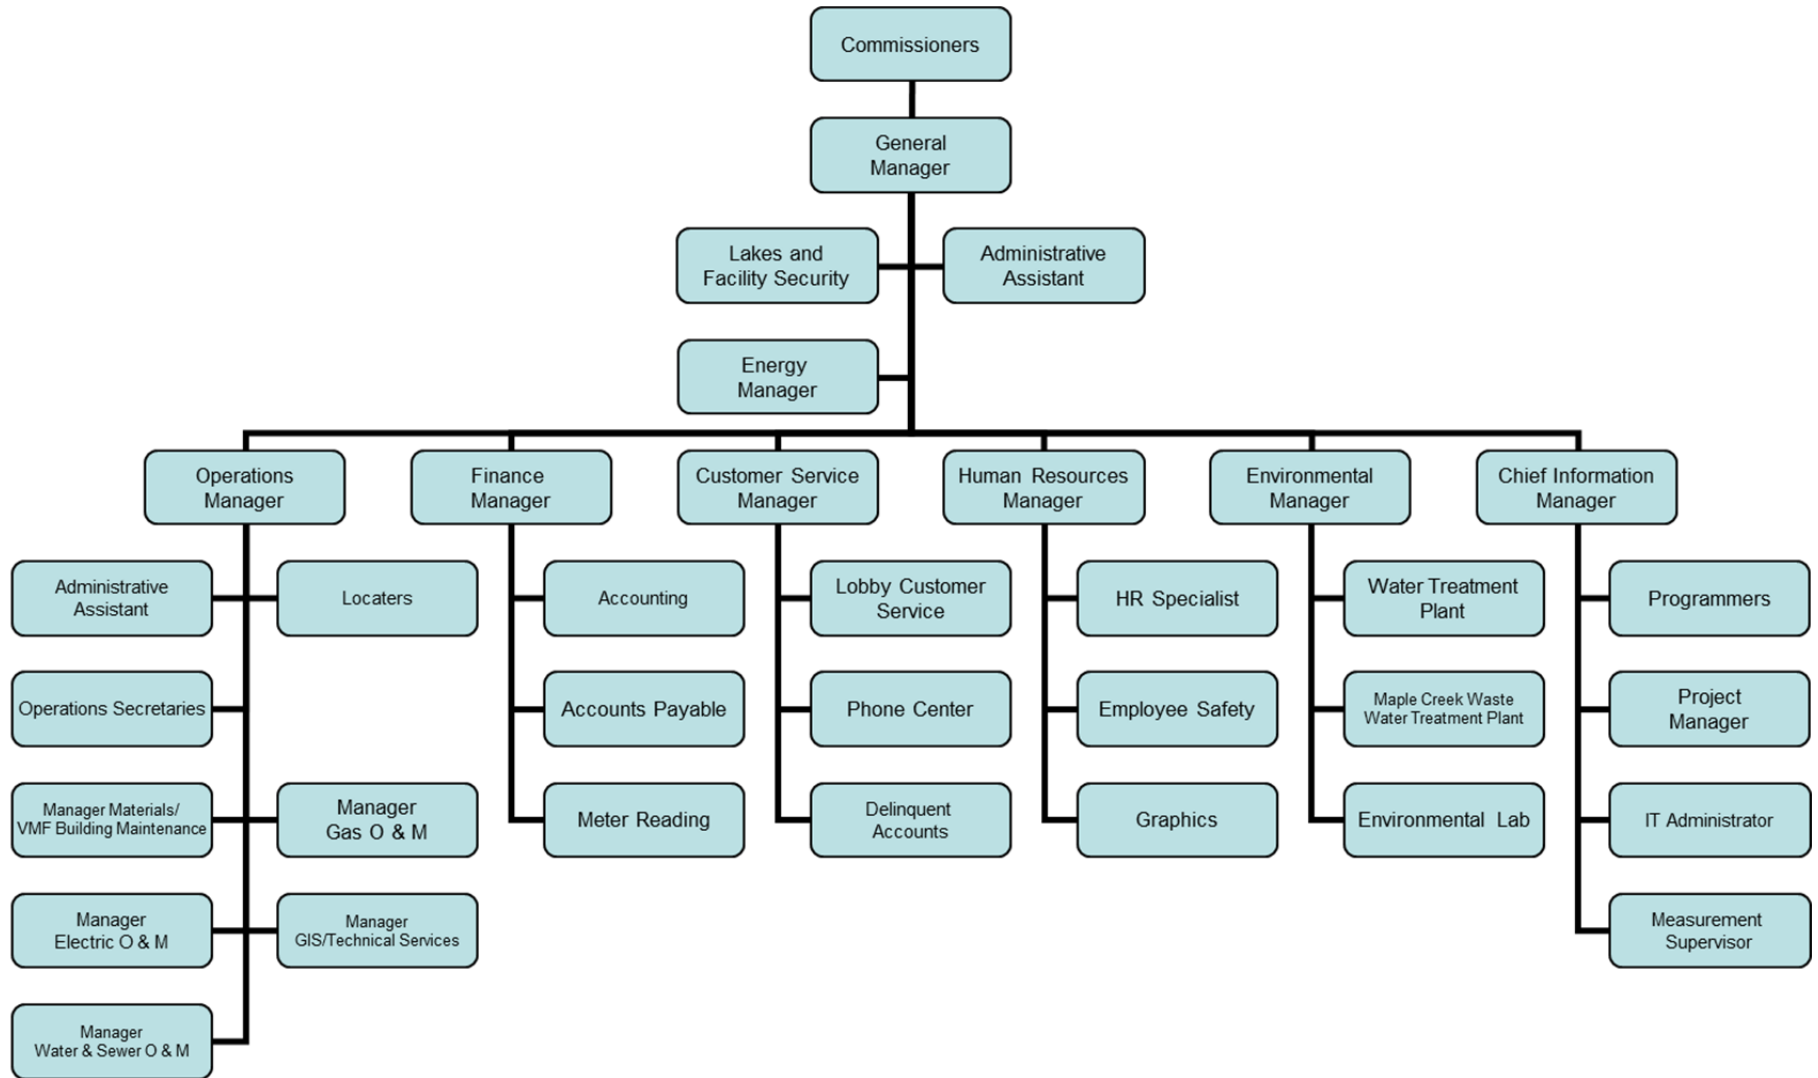 Commissioners
General
Manager
Lakes and
Facility Security
Administrative
Assistant
Energy
Manager
Operations
Manager
Finance
Manager
Customer Service
Manager
Human Resources
Manager
Environmental
Manager
Chief Information
Manager
Administrative
Assistant
Locaters
Accounting
Lobby Customer
Service
HR Specialist
Water Treatment
Plant
Programmers
Operations Secretaries
Accounts Payable
Phone Center
Employee Safety
Maple Creek Waste
Water Treatment Plant
Project
Manager
Manager Materials/
VMF Building Maintenance
Manager
Gas O & M
Meter Reading
Delinquent
Accounts
Graphics
Environmental Lab
IT Administrator
Manager
Electric O & M
Manager
GIS/Technical Services
Measurement
Supervisor
Manager
Water & Sewer O & M